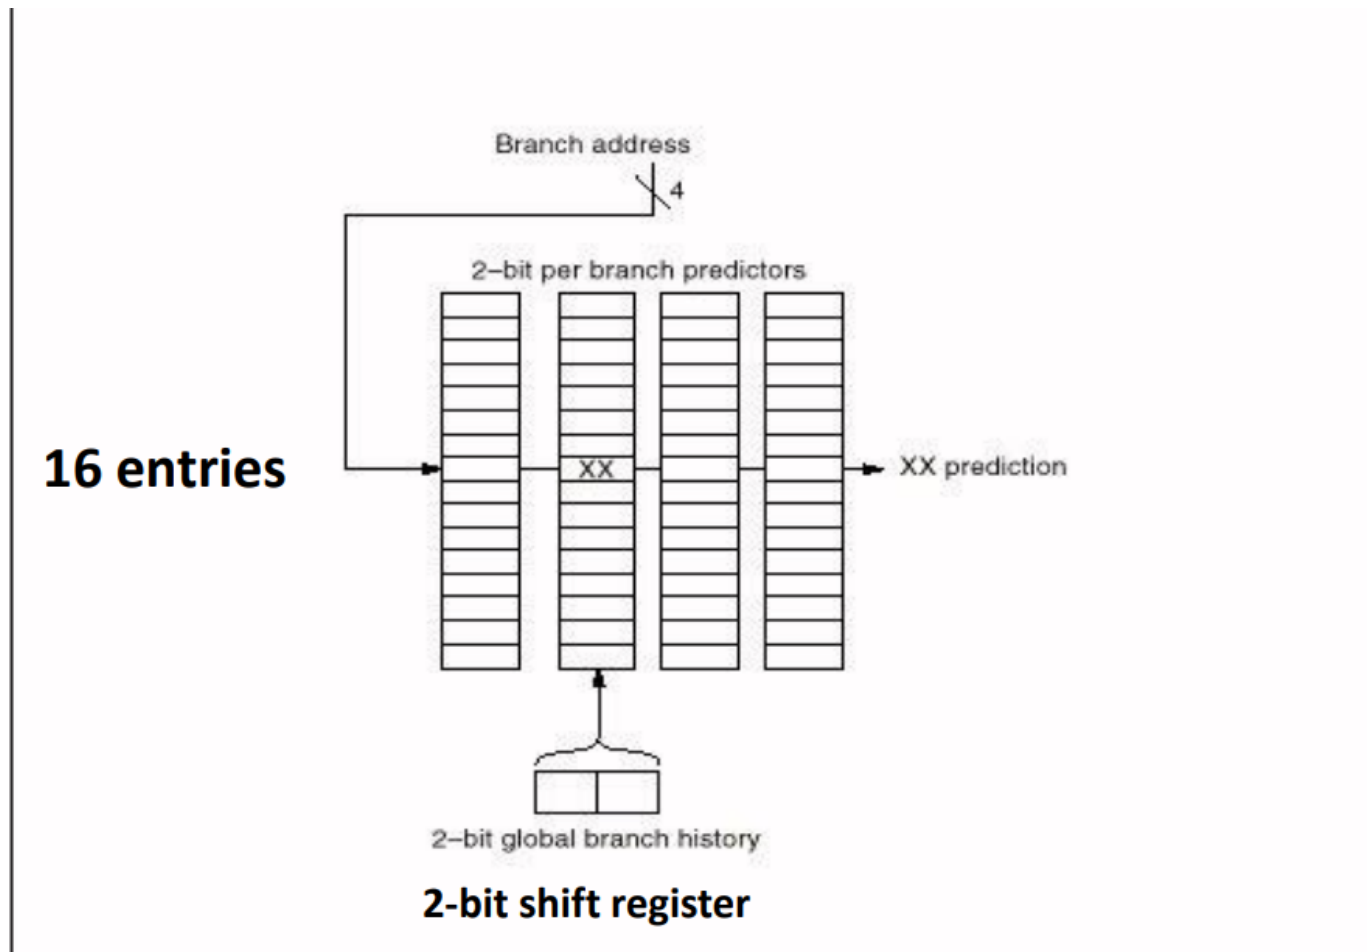 Branch address
4
2–bit per branch predictors
16 entries
XX
XX prediction
2–bit global branch history
2-bit shift register